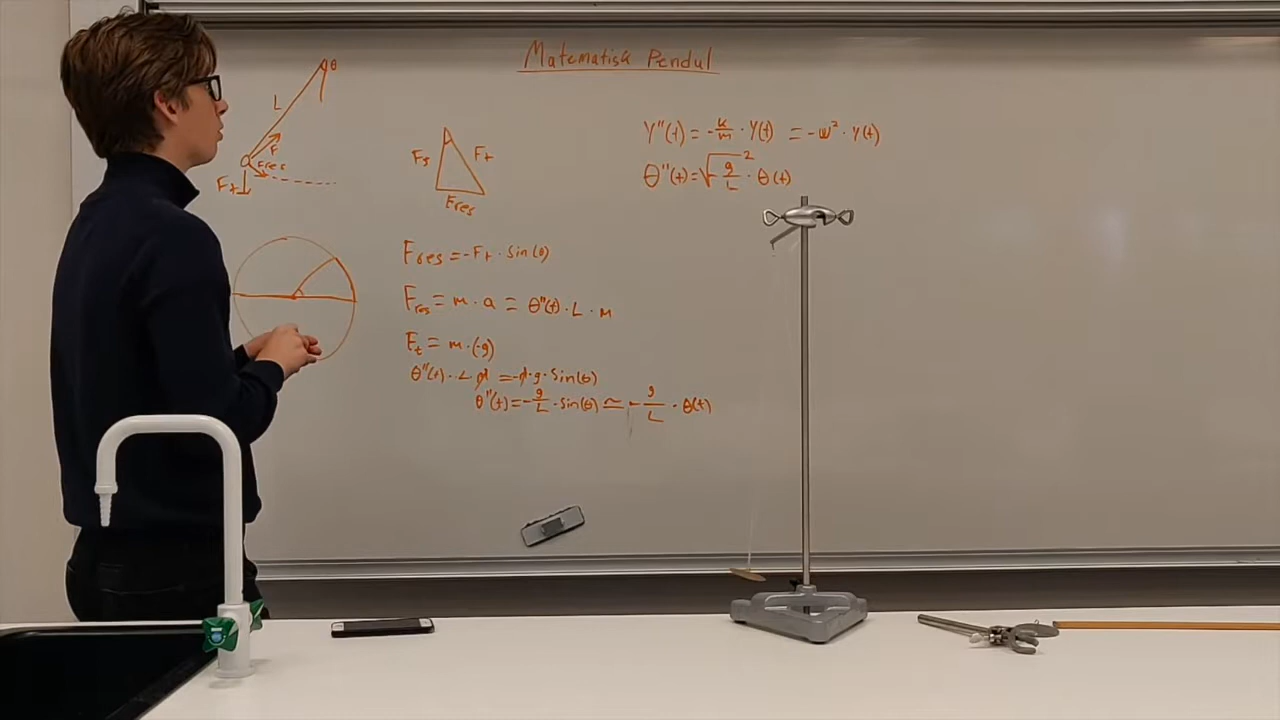 Matematisk Pendul
θ
L
F
Fres
Ft
Fs
Ft
Fres
Fres = -Ft · sin(θ)
Fres = m · a = θ''(t) · L · m
Ft = m · (-g)
θ''(t) · L · m = -m · g · sin(θ)
θ''(t) = -g/L · sin(θ) ≃ -g/L · θ(t)
Y''(t) = -k/m · Y(t) = -ω² · Y(t)
θ''(t) = √(g/L)² · θ(t)